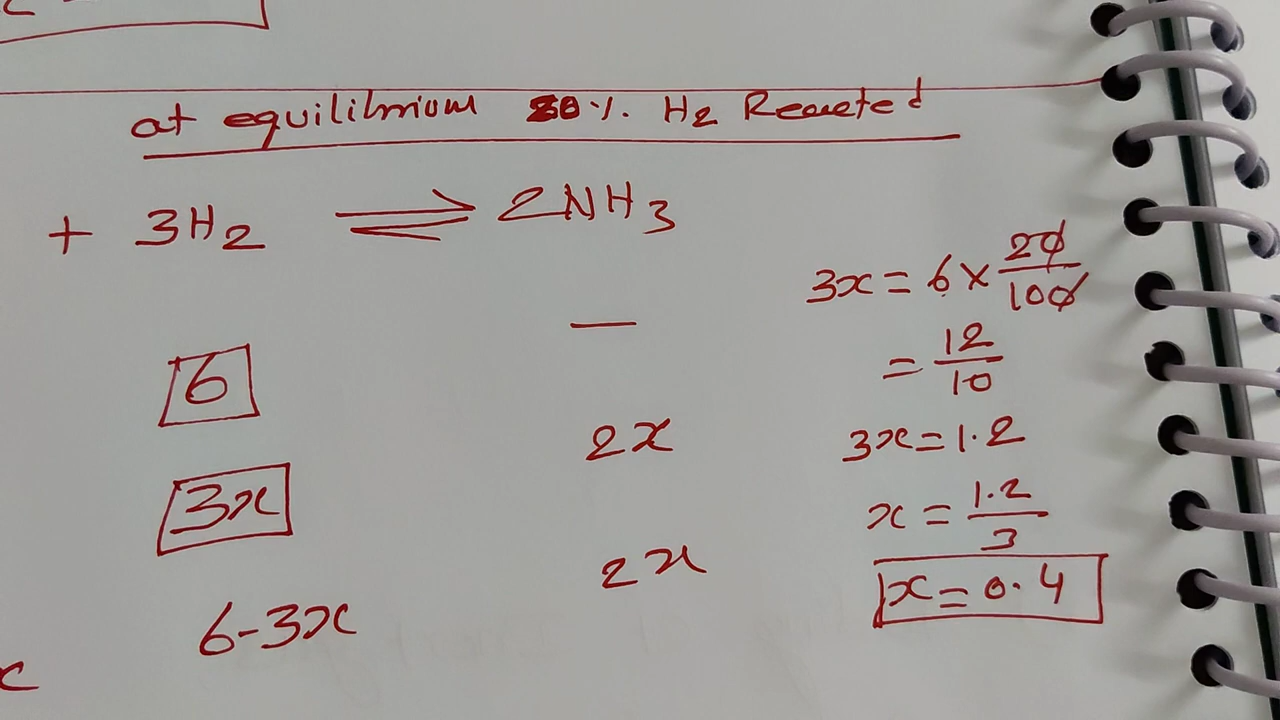 at equilibrium % H2 Reacted
+ 3H2 ⇌ 2NH3
3x = 6 × 20/100
—
= 12/10
6
2x
3x = 1.2
3x
x = 1.2/3
2x
x = 0.4
6-3x